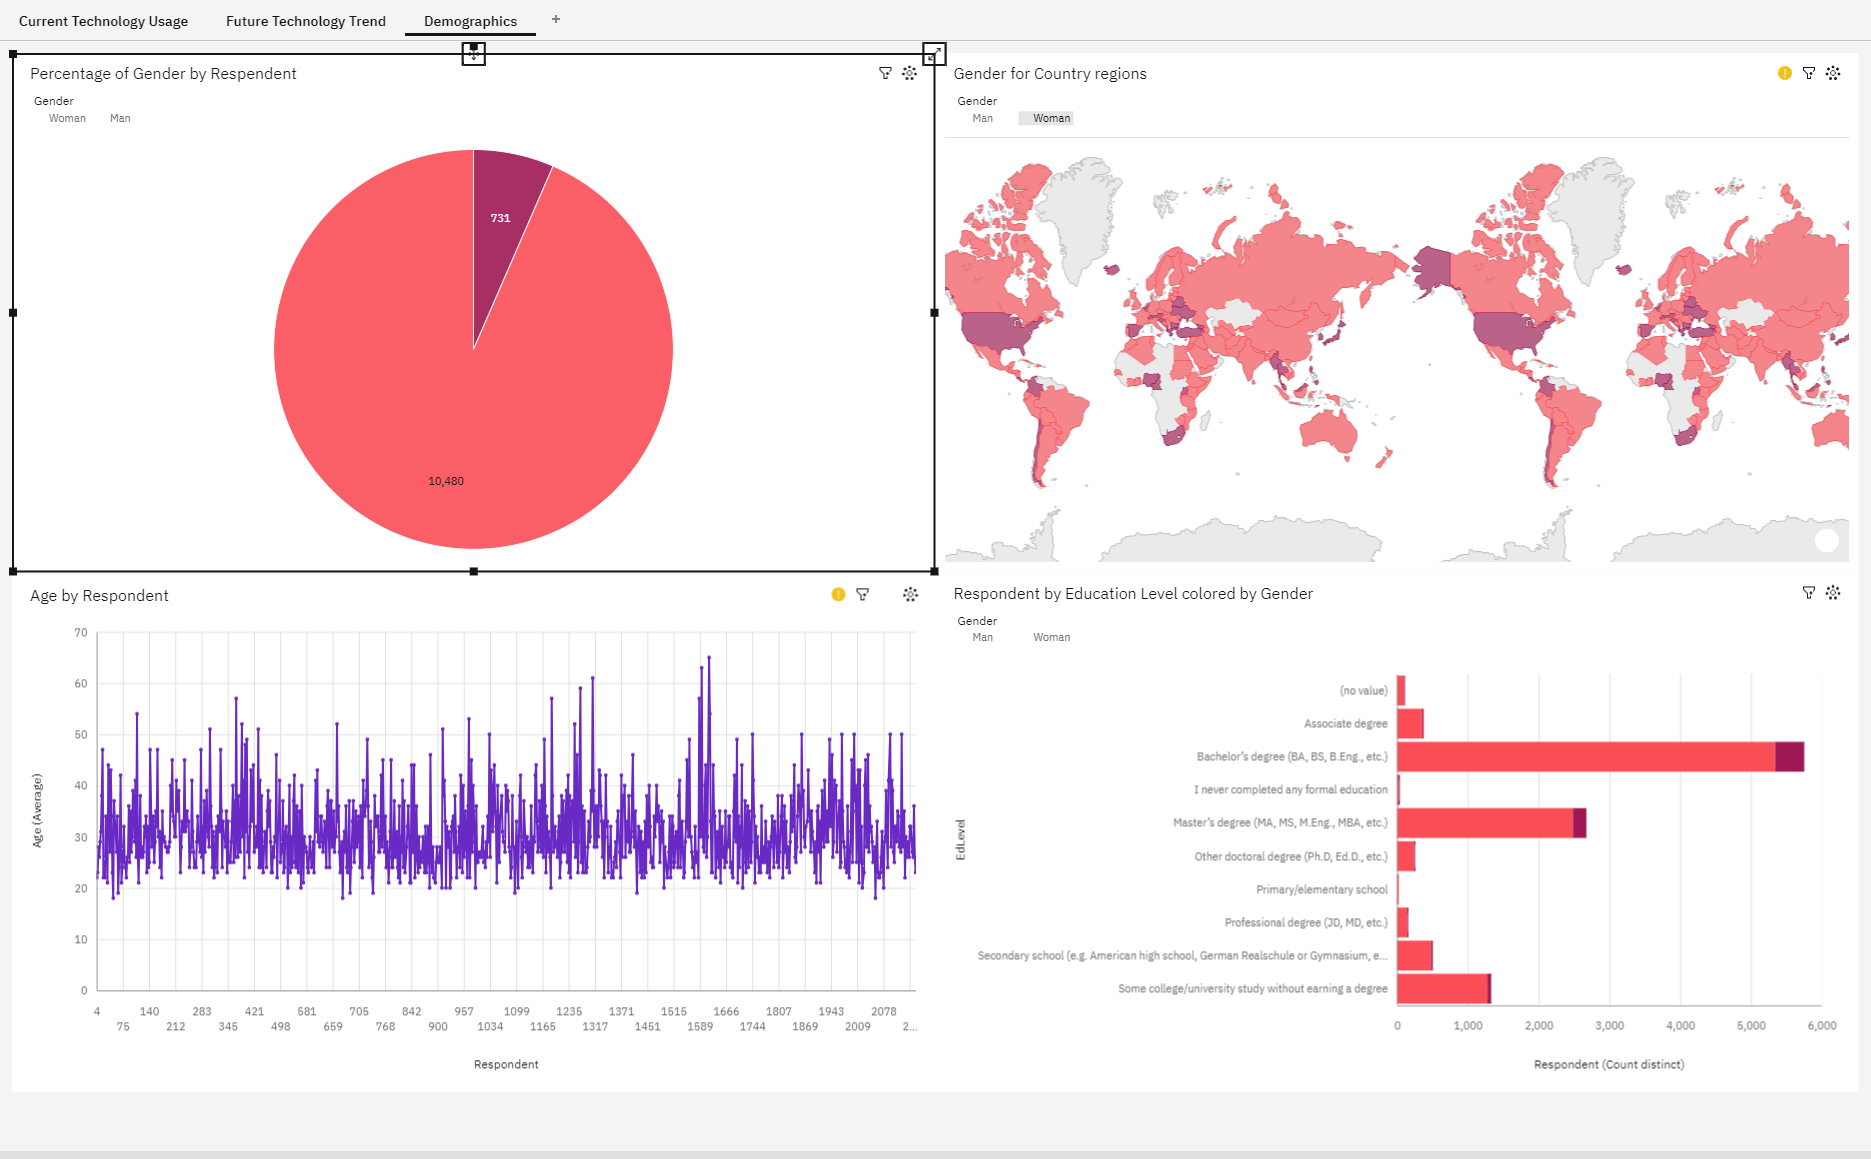 Current Technology Usage Future Technology Trend Demographics +
Percentage of Gender by Respendent
Gender
Woman Man
731
10,480
Gender for Country regions
Gender
Man Woman
Age by Respondent
70
60
50
40
30
20
10
0
Age (Average)
4 140 283 421 581 705 842 957 1099 1235 1371 1515 1666 1807 1943 2078
75 212 345 498 659 768 900 1034 1165 1317 1451 1589 1744 1869 2009 2...
Respondent
Respondent by Education Level colored by Gender
Gender
Man Woman
EdLevel
(no value)
Associate degree
Bachelor's degree (BA, BS, B.Eng., etc.)
I never completed any formal education
Master's degree (MA, MS, M.Eng., MBA, etc.)
Other doctoral degree (Ph.D, Ed.D., etc.)
Primary/elementary school
Professional degree (JD, MD, etc.)
Secondary school (e.g. American high school, German Realschule or Gymnasium, e...
Some college/university study without earning a degree
0 1,000 2,000 3,000 4,000 5,000 6,000
Respondent (Count distinct)